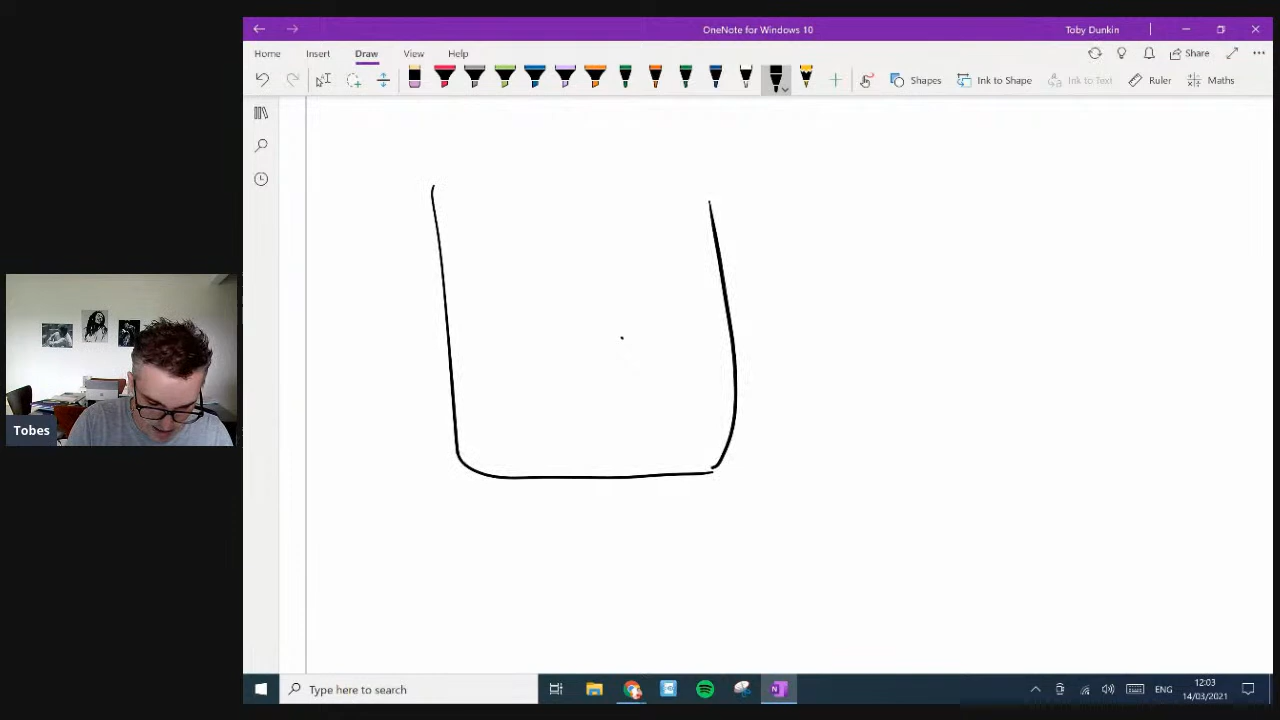 OneNote for Windows 10
Toby Dunkin
Home Insert Draw View Help
Share
Shapes Ink to Shape Ink to Text Ruler Maths
Tobes
Type here to search
ENG
12:03
14/03/2021